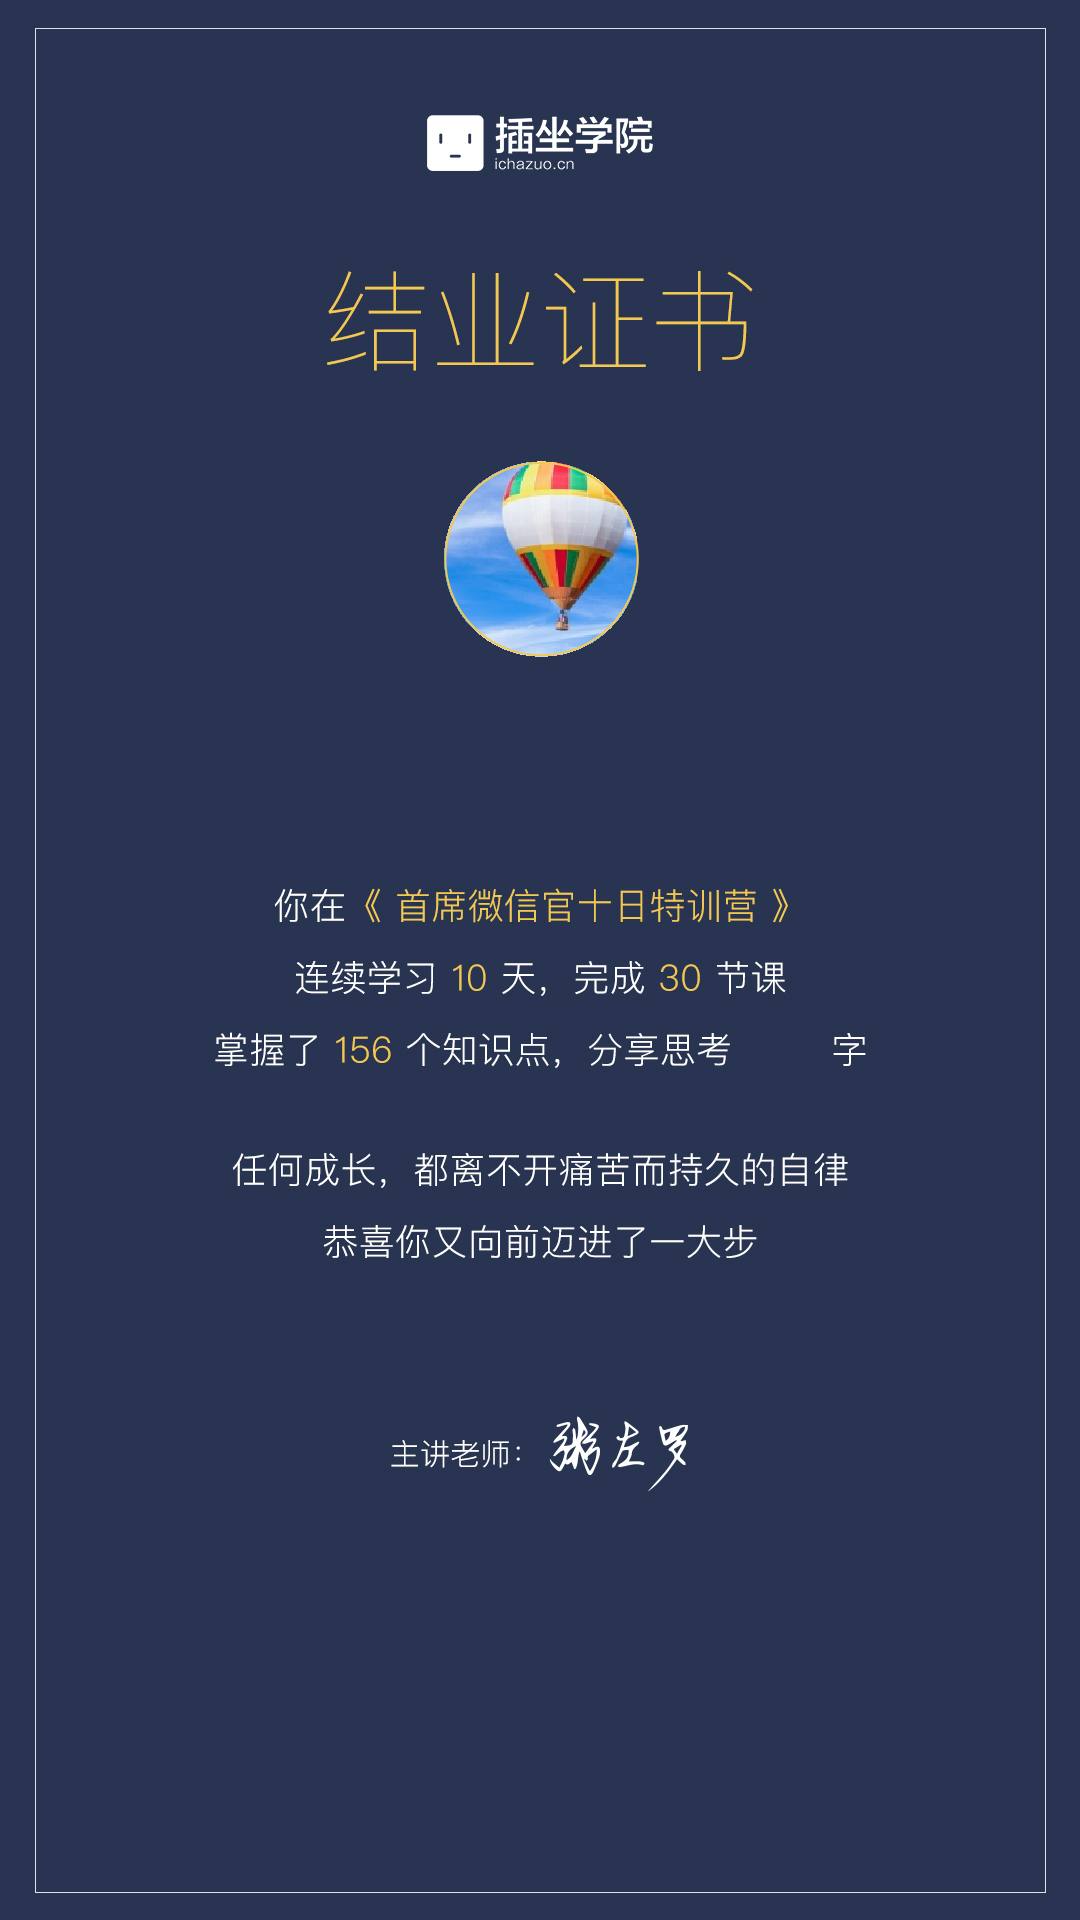 插坐学院
ichazuo.cn
结业证书
你在《 首席微信官十日特训营 》
连续学习 10 天，完成 30 节课
掌握了 156 个知识点，分享思考 字
任何成长，都离不开痛苦而持久的自律
恭喜你又向前迈进了一大步
主讲老师：粥左罗